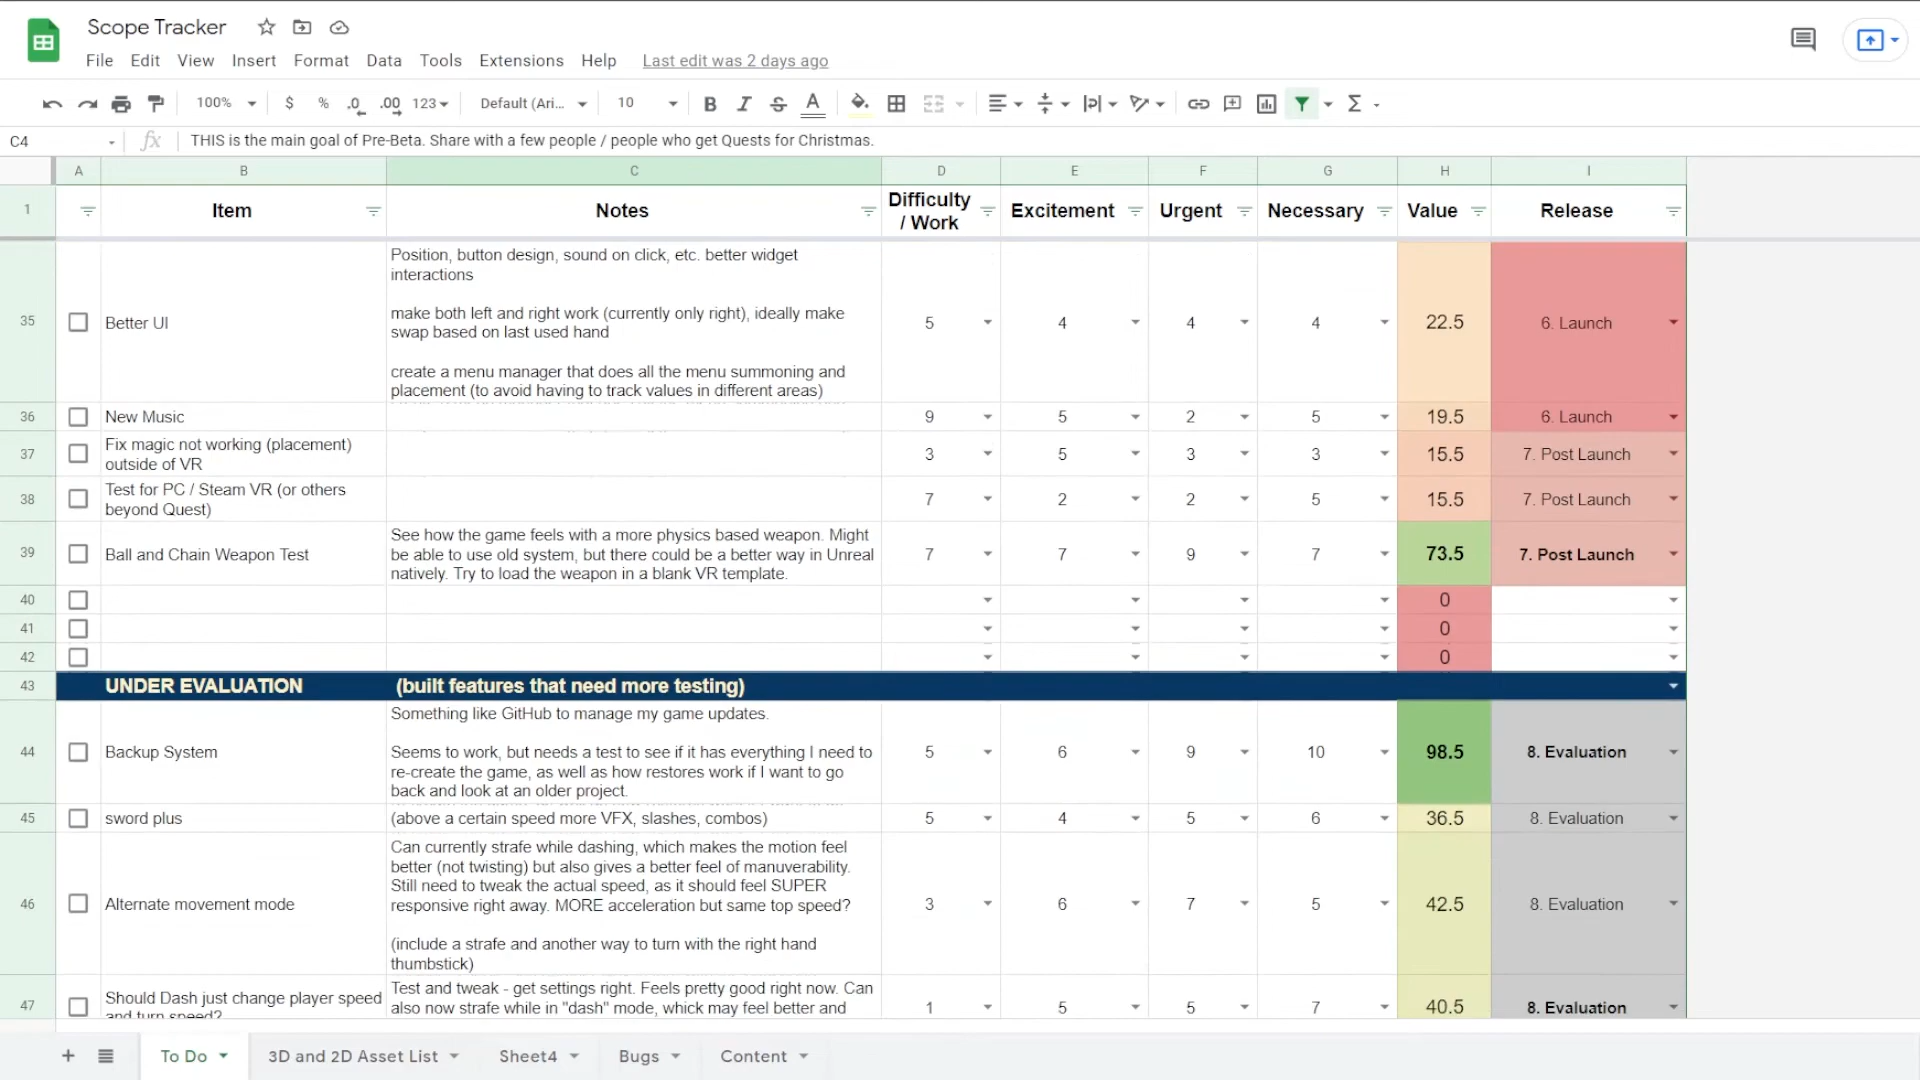 Scope Tracker
File Edit View Insert Format Data Tools Extensions Help Last edit was 2 days ago
100% $ % .0 .00 123 Default (Ari... 10 B I S A
C4 fx THIS is the main goal of Pre-Beta. Share with a few people / people who get Quests for Christmas.
A B C D E F G H I
1 Item Notes Difficulty / Work Excitement Urgent Necessary Value Release
Position, button design, sound on click, etc. better widget
interactions
make both left and right work (currently only right), ideally make
swap based on last used hand
create a menu manager that does all the menu summoning and
placement (to avoid having to track values in different areas)
35 Better UI 5 4 4 4 22.5 6. Launch
36 New Music 9 5 2 5 19.5 6. Launch
37 Fix magic not working (placement)
outside of VR 3 5 3 3 15.5 7. Post Launch
38 Test for PC / Steam VR (or others
beyond Quest) 7 2 2 5 15.5 7. Post Launch
39 Ball and Chain Weapon Test
See how the game feels with a more physics based weapon. Might
be able to use old system, but there could be a better way in Unreal
natively. Try to load the weapon in a blank VR template.
7 7 9 7 73.5 7. Post Launch
40 0
41 0
42 0
43 UNDER EVALUATION (built features that need more testing)
44 Backup System
Something like GitHub to manage my game updates.
Seems to work, but needs a test to see if it has everything I need to
re-create the game, as well as how restores work if I want to go
back and look at an older project.
5 6 9 10 98.5 8. Evaluation
45 sword plus (above a certain speed more VFX, slashes, combos) 5 4 5 6 36.5 8. Evaluation
46 Alternate movement mode
Can currently strafe while dashing, which makes the motion feel
better (not twisting) but also gives a better feel of manuverability.
Still need to tweak the actual speed, as it should feel SUPER
responsive right away. MORE acceleration but same top speed?
(include a strafe and another way to turn with the right hand
thumbstick)
3 6 7 5 42.5 8. Evaluation
47 Should Dash just change player speed
and turn speed?
Test and tweak - get settings right. Feels pretty good right now. Can
also now strafe while in "dash" mode, whick may feel better and
1 5 5 7 40.5 8. Evaluation
To Do 3D and 2D Asset List Sheet4 Bugs Content